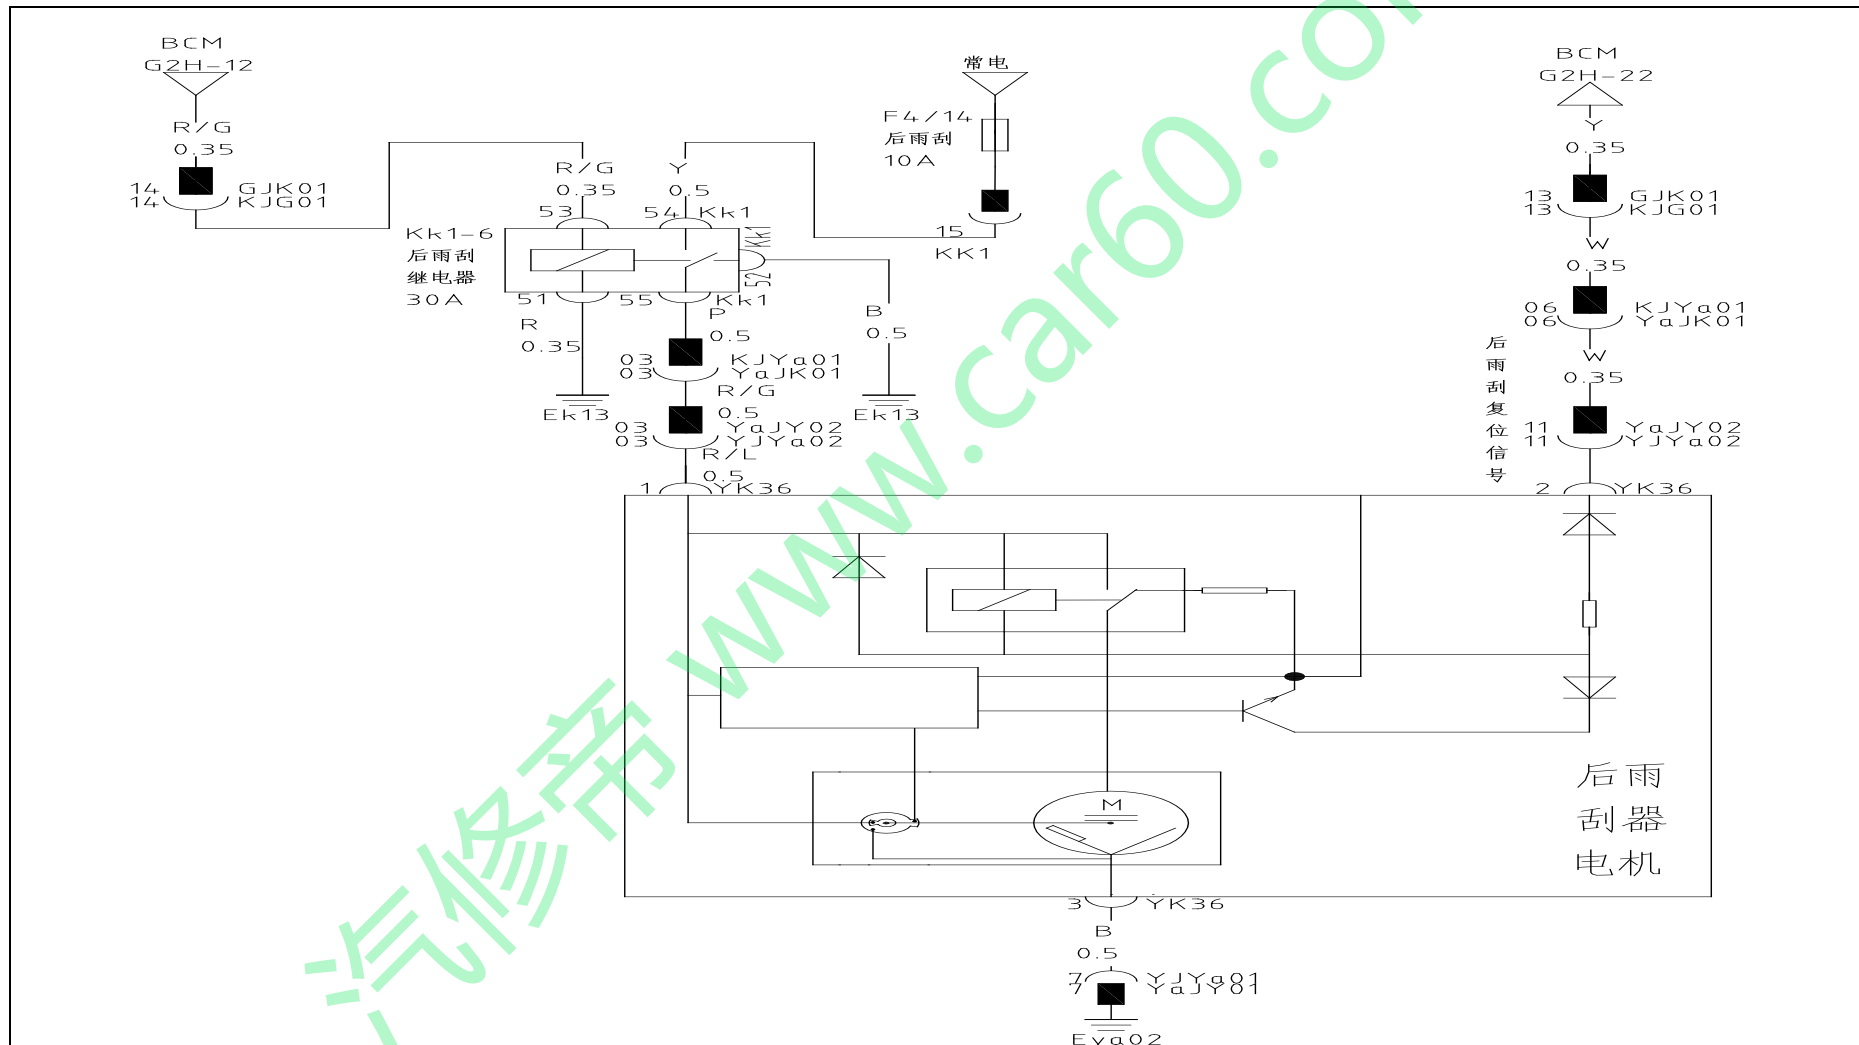 BCM
G2H-12
R/G
0.35
14
14
GJK01
KJG01
R/G
0.35
53
Y
0.5
54
Kk1
常电
F4/14
后雨刮
10A
15
KK1
Kk1-6
后雨刮
继电器
30A
Kk1
52
51
55
Kk1
R
0.35
P
0.5
B
0.5
03
03
KJYa01
YaJK01
R/G
0.5
Ek13
Ek13
03
03
YaJY02
YJYa02
R/L
0.5
1
YK36
BCM
G2H-22
Y
0.35
13
13
GJK01
KJG01
W
0.35
06
06
KJYa01
YaJK01
W
0.35
后雨刮复位信号
11
11
YaJY02
YJYa02
2
YK36
M
后雨
刮器
电机
3
YK36
B
0.5
7
7
YJYa01
YaJY01
Eya02
汽修帝 www.car60.com